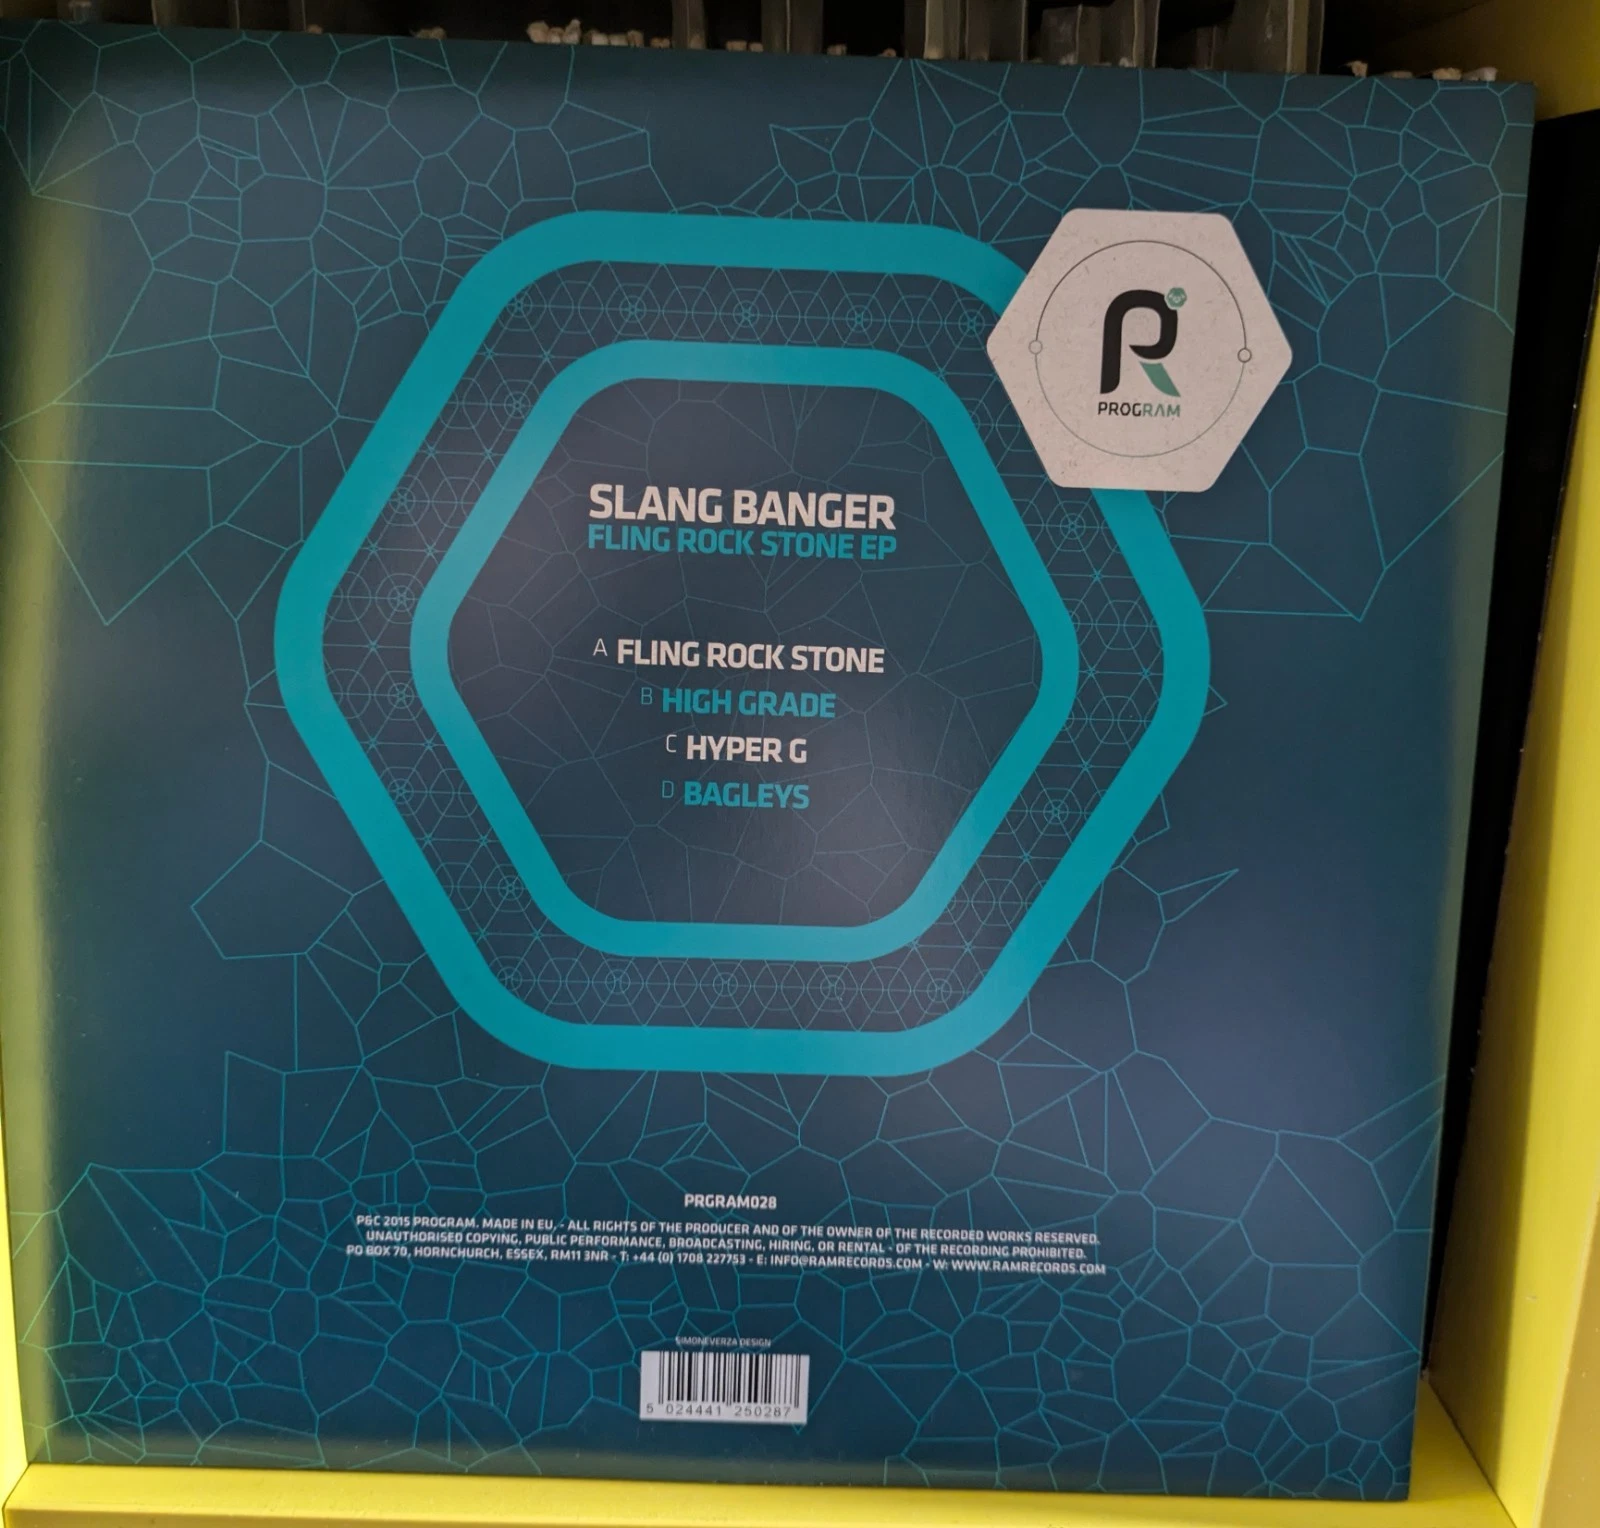 PROGRAM
SLANG BANGER
FLING ROCK STONE EP
A FLING ROCK STONE
B HIGH GRADE
C HYPER G
D BAGLEYS
PRGRAM028
P&C 2015 PROGRAM. MADE IN EU, - ALL RIGHTS OF THE PRODUCER AND OF THE OWNER OF THE RECORDED WORKS RESERVED.
UNAUTHORISED COPYING, PUBLIC PERFORMANCE, BROADCASTING, HIRING, OR RENTAL - OF THE RECORDING PROHIBITED.
PO BOX 70, HORNCHURCH, ESSEX, RM11 3NR - T: +44 (0) 1708 227753 - E: INFO@RAMRECORDS.COM - W: WWW.RAMRECORDS.COM
SIMONEVERZA DESIGN
5 024441 250287